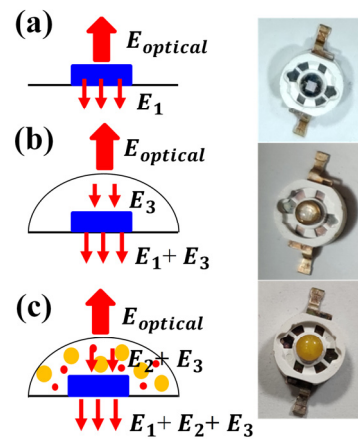 (a)
E_optical
E_1
(b)
E_optical
E_3
E_1 + E_3
(c)
E_optical
E_2 + E_3
E_1 + E_2 + E_3